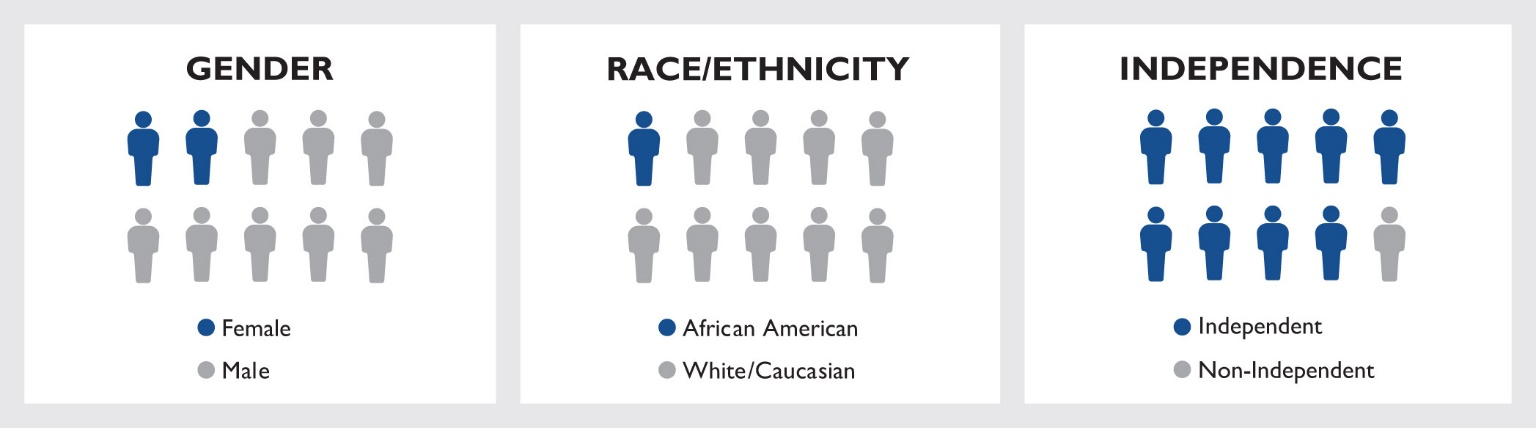 GENDER
Female
Male
RACE/ETHNICITY
African American
White/Caucasian
INDEPENDENCE
Independent
Non-Independent